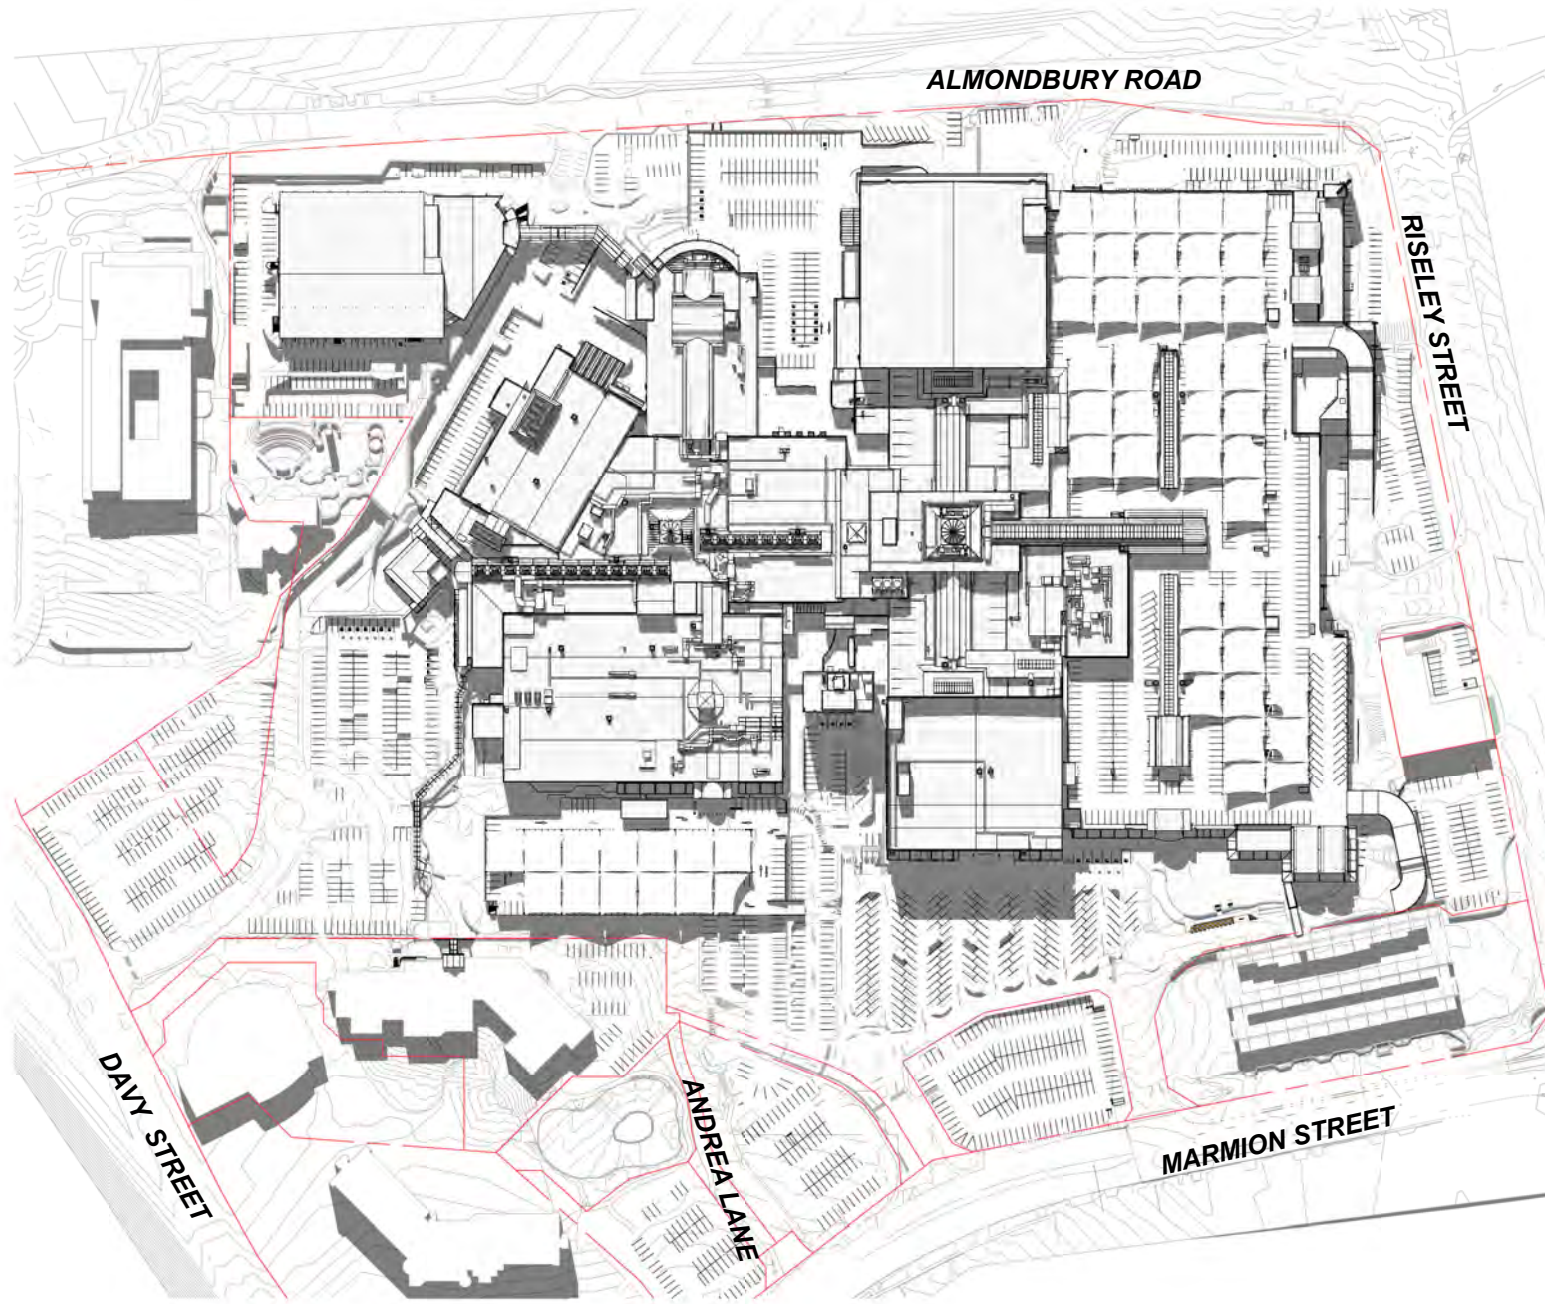 ALMONDBURY ROAD
RISELEY STREET
DAVY STREET
ANDREA LANE
MARMION STREET